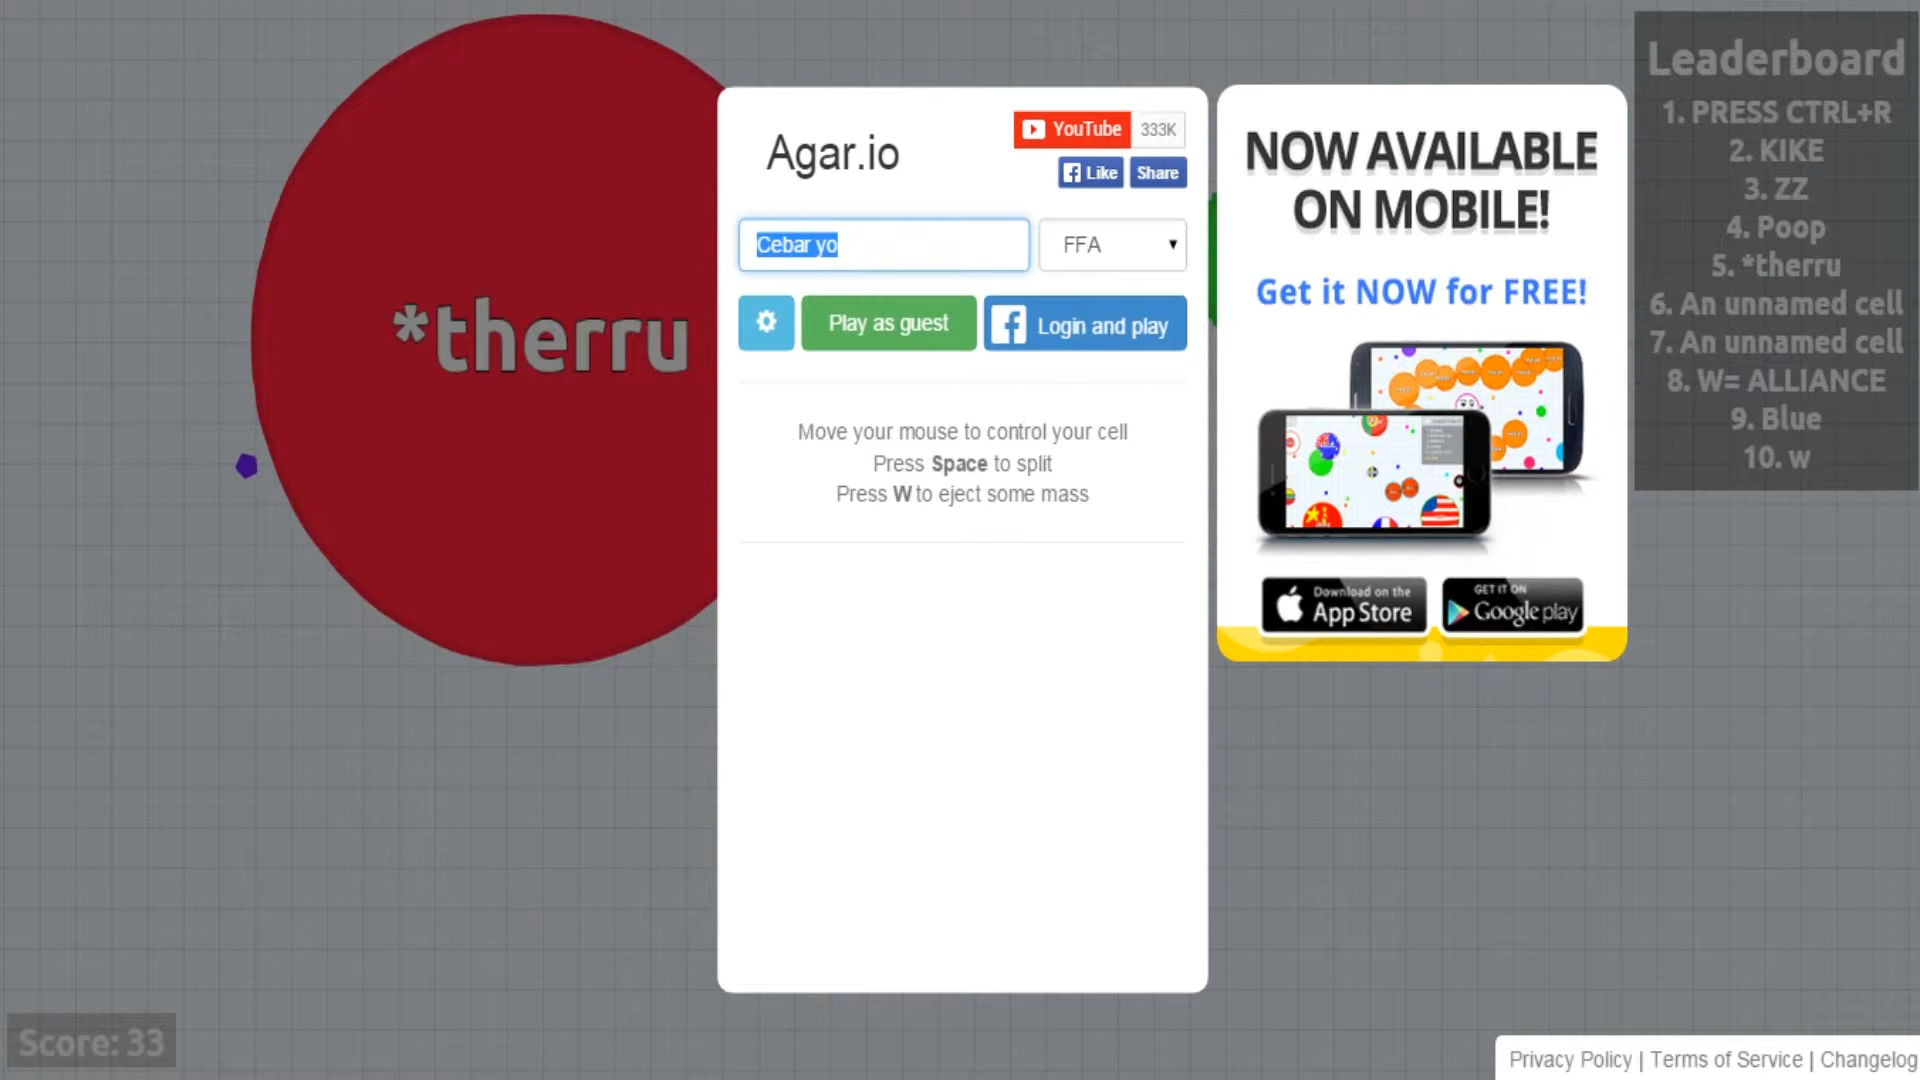 *therru
Agar.io
YouTube 333K
Like Share
Cebar yo
FFA
Play as guest
Login and play
Move your mouse to control your cell
Press Space to split
Press W to eject some mass
NOW AVAILABLE
ON MOBILE!
Get it NOW for FREE!
Download on the
App Store
GET IT ON
Google play
Leaderboard
1. PRESS CTRL+R
2. KIKE
3. ZZ
4. Poop
5. *therru
6. An unnamed cell
7. An unnamed cell
8. W= ALLIANCE
9. Blue
10. w
Score: 33
Privacy Policy | Terms of Service | Changelog